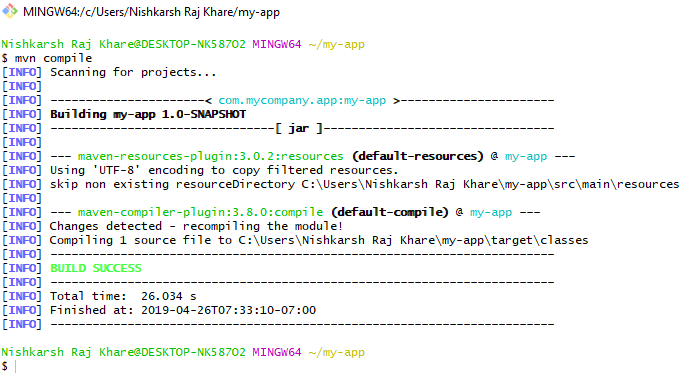 MINGW64:/c/Users/Nishkarsh Raj Khare/my-app
Nishkarsh Raj Khare@DESKTOP-NK587O2 MINGW64 ~/my-app
$ mvn compile
[INFO] Scanning for projects...
[INFO]
[INFO] ----------------------< com.mycompany.app:my-app >----------------------
[INFO] Building my-app 1.0-SNAPSHOT
[INFO] --------------------------------[ jar ]---------------------------------
[INFO]
[INFO] --- maven-resources-plugin:3.0.2:resources (default-resources) @ my-app ---
[INFO] Using 'UTF-8' encoding to copy filtered resources.
[INFO] skip non existing resourceDirectory C:\Users\Nishkarsh Raj Khare\my-app\src\main\resources
[INFO]
[INFO] --- maven-compiler-plugin:3.8.0:compile (default-compile) @ my-app ---
[INFO] Changes detected - recompiling the module!
[INFO] Compiling 1 source file to C:\Users\Nishkarsh Raj Khare\my-app\target\classes
[INFO] ------------------------------------------------------------------------
[INFO] BUILD SUCCESS
[INFO] ------------------------------------------------------------------------
[INFO] Total time:  26.034 s
[INFO] Finished at: 2019-04-26T07:33:10-07:00
[INFO] ------------------------------------------------------------------------
Nishkarsh Raj Khare@DESKTOP-NK587O2 MINGW64 ~/my-app
$